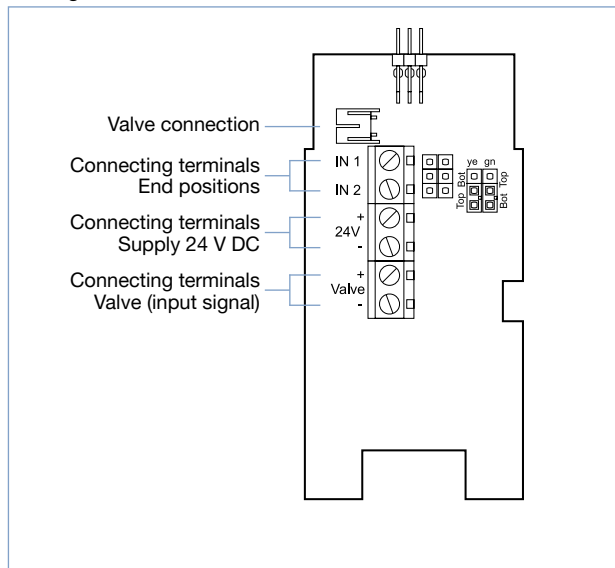 Valve connection
Connecting terminals
End positions
Connecting terminals
Supply 24 V DC
Connecting terminals
Valve (input signal)
IN 1
IN 2
+
24V
-
+
Valve
-
ye gn
Bot Top
Top Bot